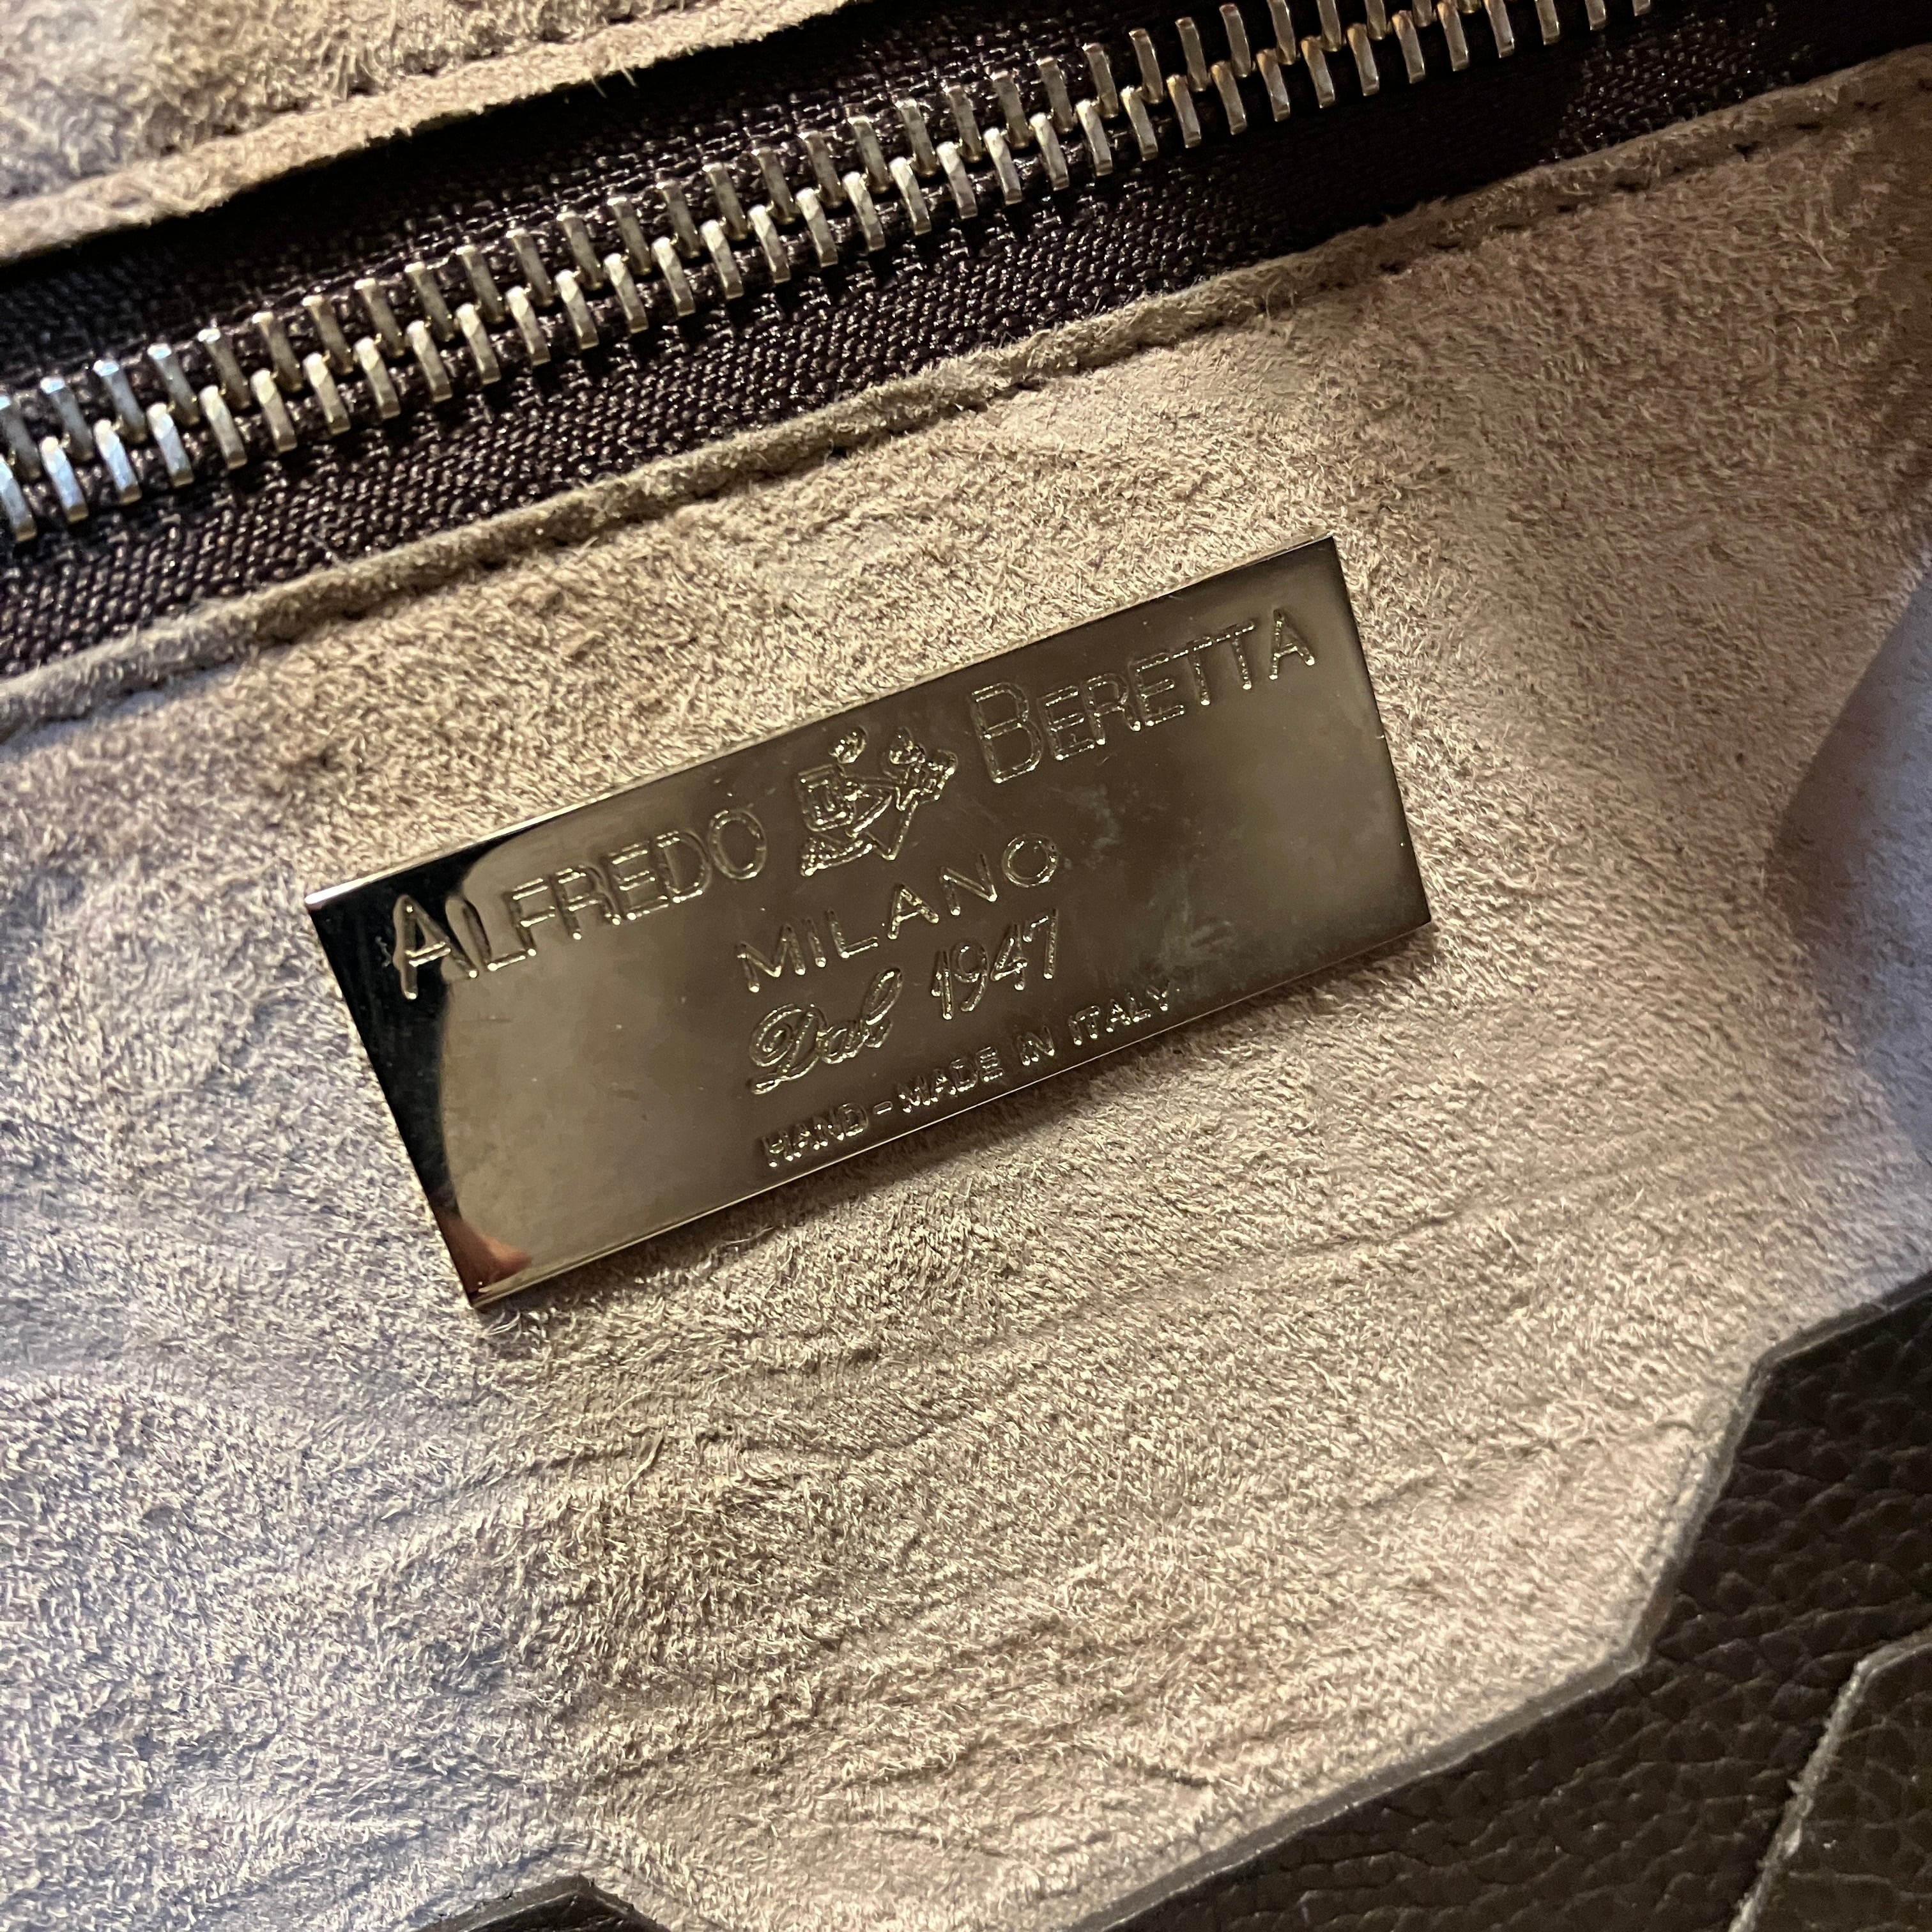 ALFREDO BERETTA
MILANO
Dal 1947
HAND-MADE IN ITALY